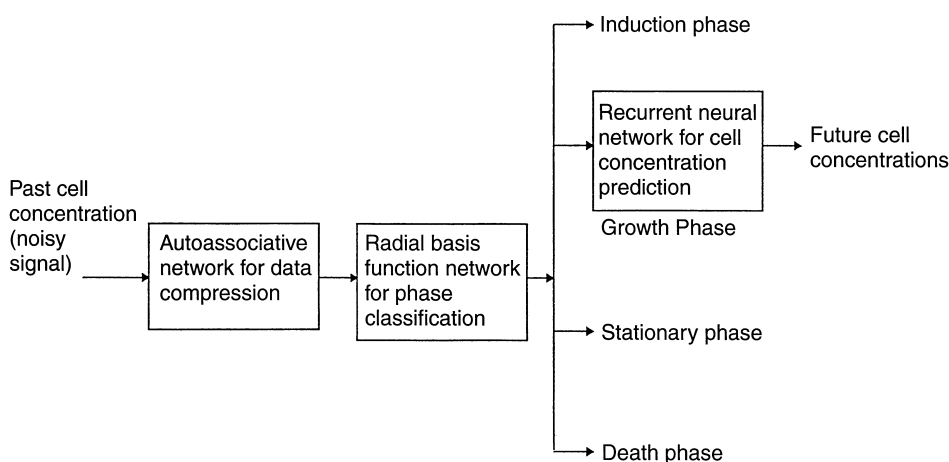 Past cell
concentration
(noisy
signal)
Autoassociative
network for data
compression
Radial basis
function network
for phase
classification
Induction phase
Recurrent neural
network for cell
concentration
prediction
Growth Phase
Future cell
concentrations
Stationary phase
Death phase